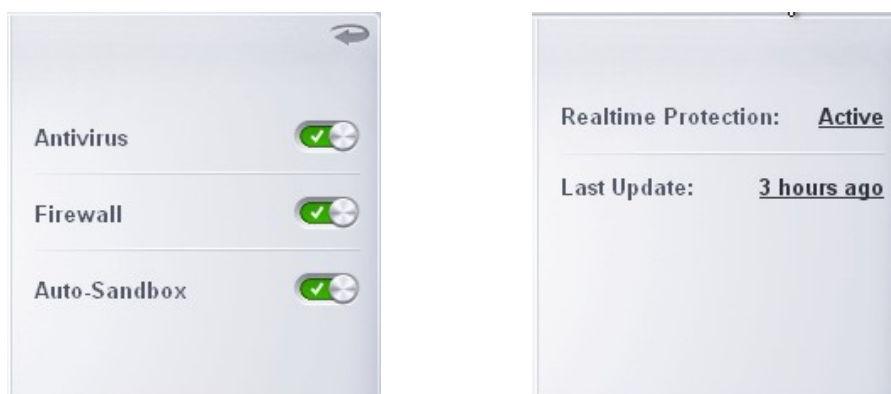 Antivirus
Firewall
Auto-Sandbox
Realtime Protection: Active
Last Update: 3 hours ago